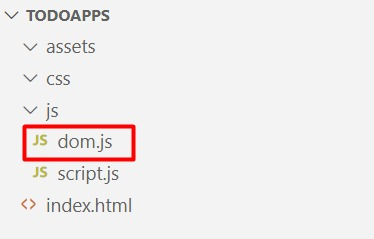 TODOAPPS
assets
css
js
JS dom.js
JS script.js
<> index.html